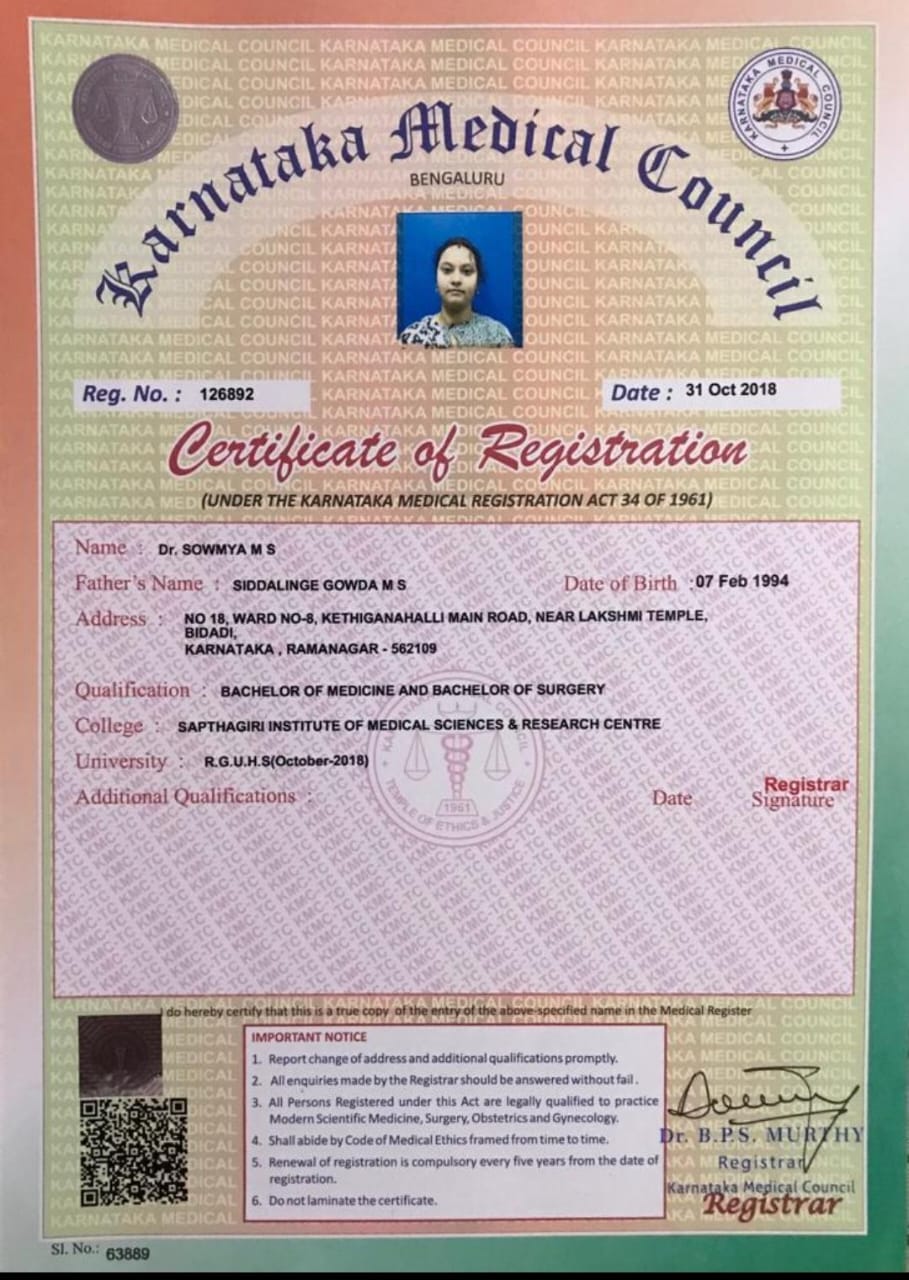 KARNATAKA MEDICAL COUNCIL
Karnataka Medical Council
BENGALURU
Reg. No. : 126892
Date : 31 Oct 2018
Certificate of Registration
(UNDER THE KARNATAKA MEDICAL REGISTRATION ACT 34 OF 1961)
Name : Dr. SOWMYA M S
Father's Name : SIDDALINGE GOWDA M S
Date of Birth : 07 Feb 1994
Address : NO 18, WARD NO-8, KETHIGANAHALLI MAIN ROAD, NEAR LAKSHMI TEMPLE,
BIDADI,
KARNATAKA , RAMANAGAR - 562109
Qualification : BACHELOR OF MEDICINE AND BACHELOR OF SURGERY
College : SAPTHAGIRI INSTITUTE OF MEDICAL SCIENCES & RESEARCH CENTRE
University : R.G.U.H.S(October-2018)
Additional Qualifications :
Date
Registrar
Signature
1961
TEMPLE OF ETHICS & JUSTICE
I do hereby certify that this is a true copy of the entry of the above-specified name in the Medical Register
IMPORTANT NOTICE
1. Report change of address and additional qualifications promptly.
2. All enquiries made by the Registrar should be answered without fail .
3. All Persons Registered under this Act are legally qualified to practice
Modern Scientific Medicine, Surgery, Obstetrics and Gynecology.
4. Shall abide by Code of Medical Ethics framed from time to time.
5. Renewal of registration is compulsory every five years from the date of
registration.
6. Do not laminate the certificate.
Dr. B.P.S. MURTHY
Registrar
Karnataka Medical Council
Registrar
Sl. No.: 63889